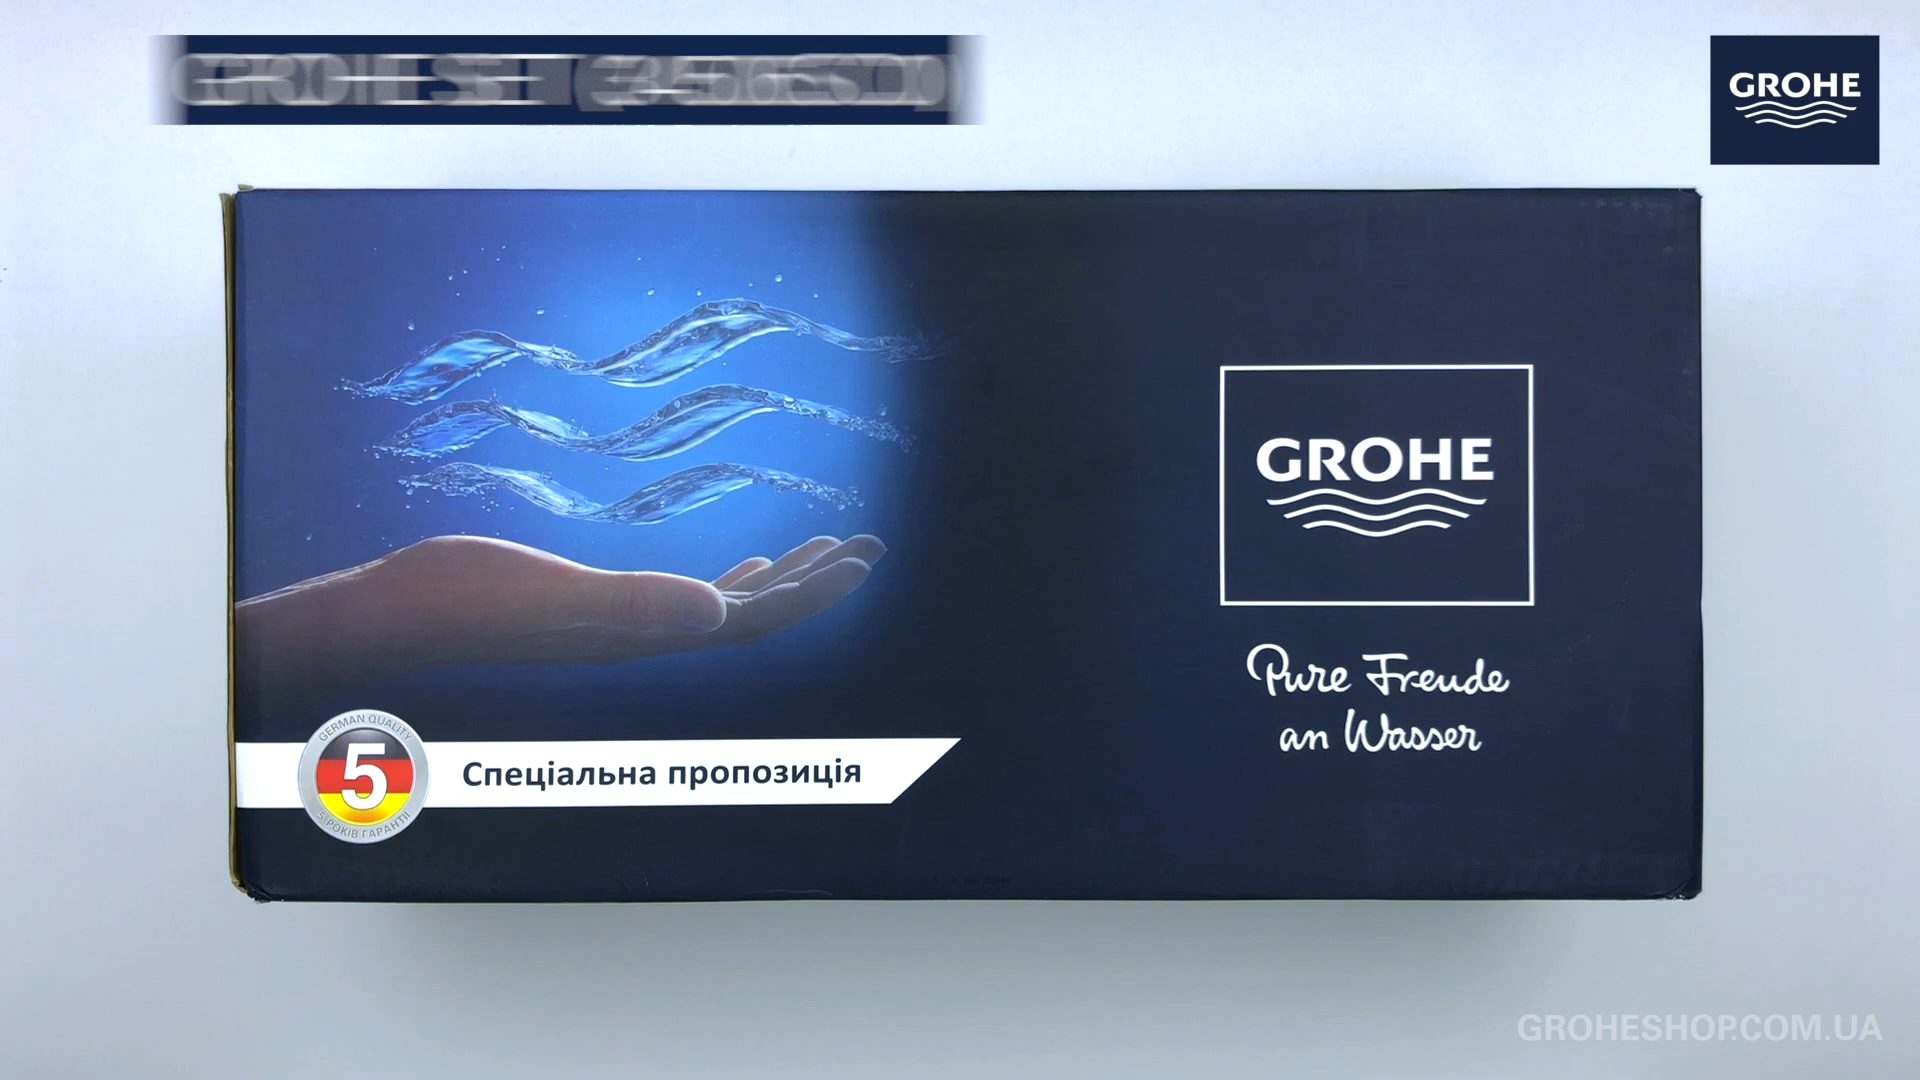 GROHE
GROHE
Pure Freude
an Wasser
GERMAN QUALITY
5
5 РОКІВ ГАРАНТІЇ
Спеціальна пропозиція
GROHESHOP.COM.UA